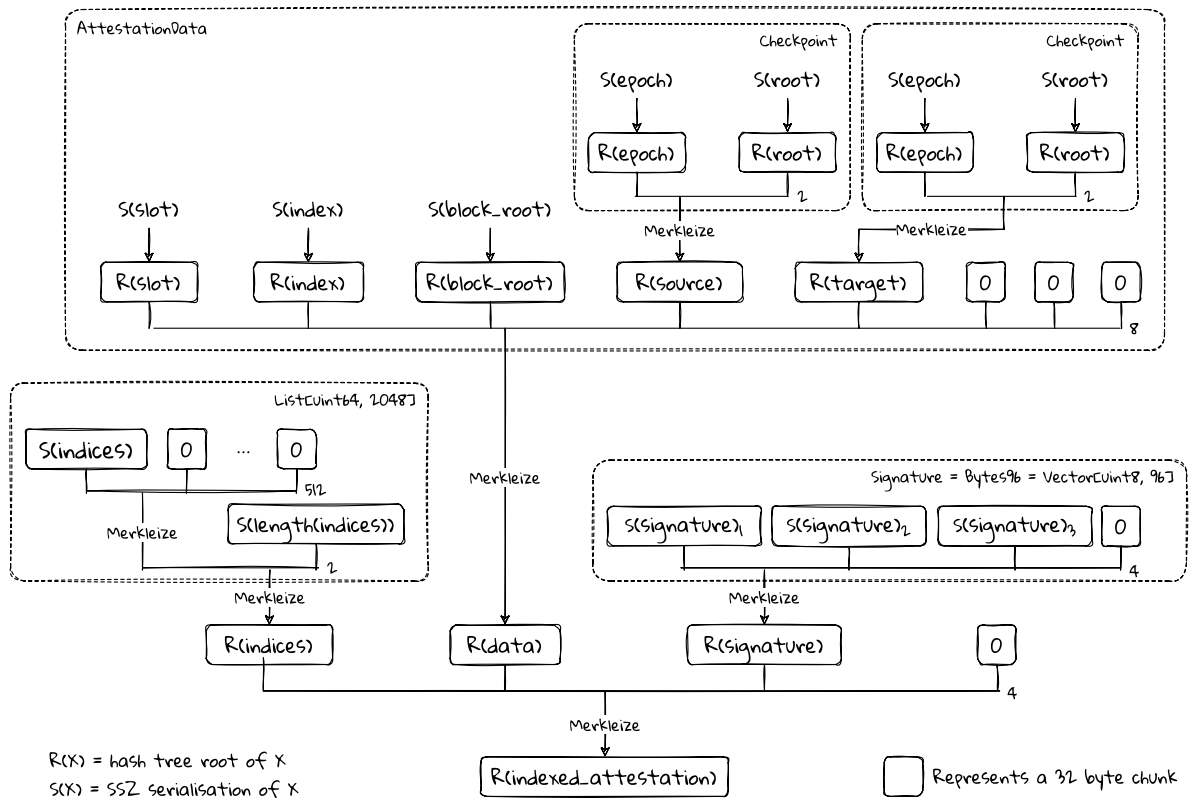 AttestationData
Checkpoint
Checkpoint
S(epoch) S(root) S(epoch) S(root)
R(epoch) R(root) R(epoch) R(root)
2 2
S(slot) S(index) S(block_root)
Merkleize Merkleize
R(slot) R(index) R(block_root) R(source) R(target) 0 0 0
8
List[uint64, 2048]
S(indices) 0 ... 0
512
Merkleize
S(length(indices))
2
Merkleize
Merkleize
Signature = Bytes96 = Vector[uint8, 96]
S(signature)1 S(signature)2 S(signature)3 0
4
Merkleize
R(indices) R(data) R(signature) 0
4
Merkleize
R(indexed_attestation)
R(X) = hash tree root of X
S(X) = SSZ serialisation of X
Represents a 32 byte chunk